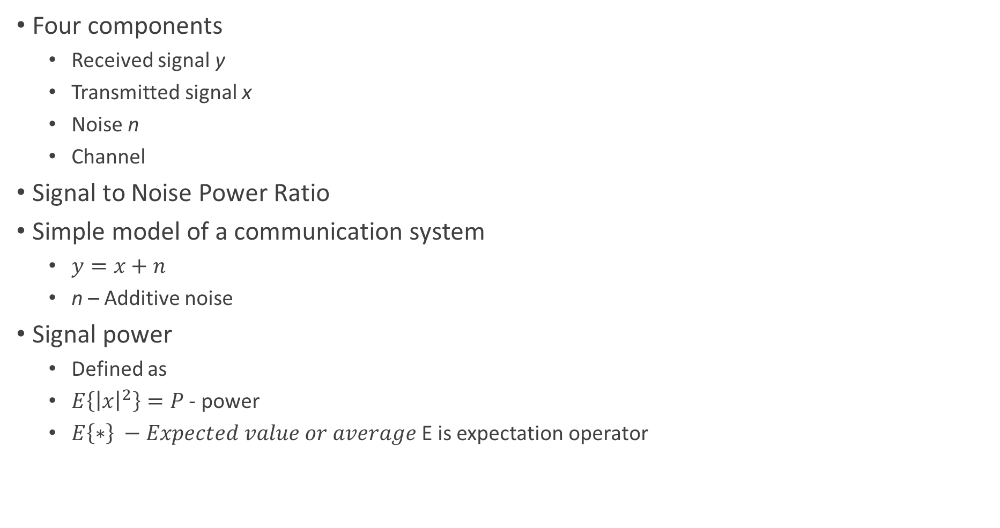 • Four components
• Received signal y
• Transmitted signal x
• Noise n
• Channel
• Signal to Noise Power Ratio
• Simple model of a communication system
• y = x + n
• n – Additive noise
• Signal power
• Defined as
• E{|x|²} = P - power
• E{∗} − Expected value or average E is expectation operator